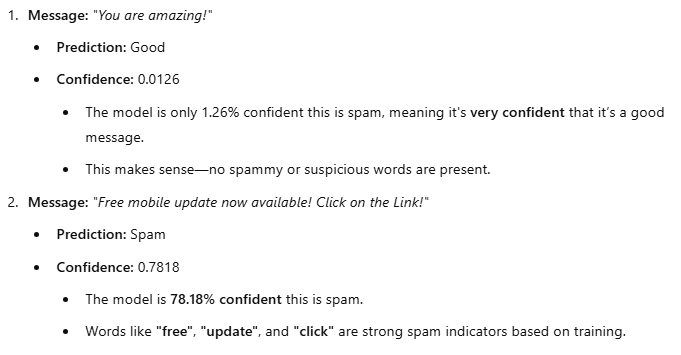 1. Message: "You are amazing!"
• Prediction: Good
• Confidence: 0.0126
• The model is only 1.26% confident this is spam, meaning it's very confident that it’s a good
message.
• This makes sense—no spammy or suspicious words are present.
2. Message: "Free mobile update now available! Click on the Link!"
• Prediction: Spam
• Confidence: 0.7818
• The model is 78.18% confident this is spam.
• Words like "free", "update", and "click" are strong spam indicators based on training.